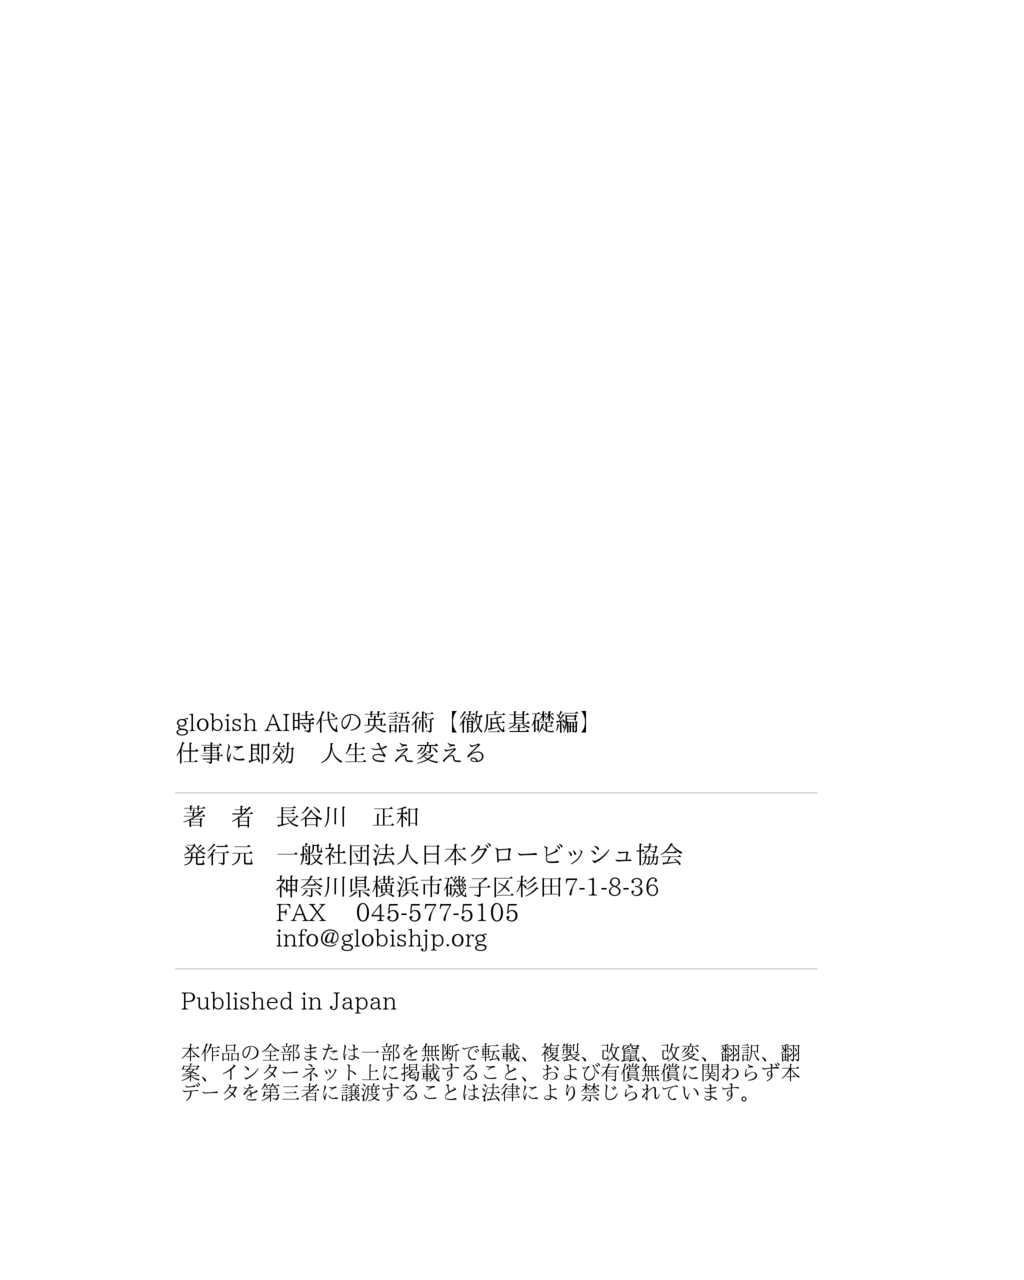 globish AI時代の英語術【徹底基礎編】
仕事に即効　人生さえ変える
著　者　長谷川　正和
発行元　一般社団法人日本グロービッシュ協会
神奈川県横浜市磯子区杉田7-1-8-36
FAX　045-577-5105
info@globishjp.org
Published in Japan
本作品の全部または一部を無断で転載、複製、改竄、改変、翻訳、翻
案、インターネット上に掲載すること、および有償無償に関わらず本
データを第三者に譲渡することは法律により禁じられています。